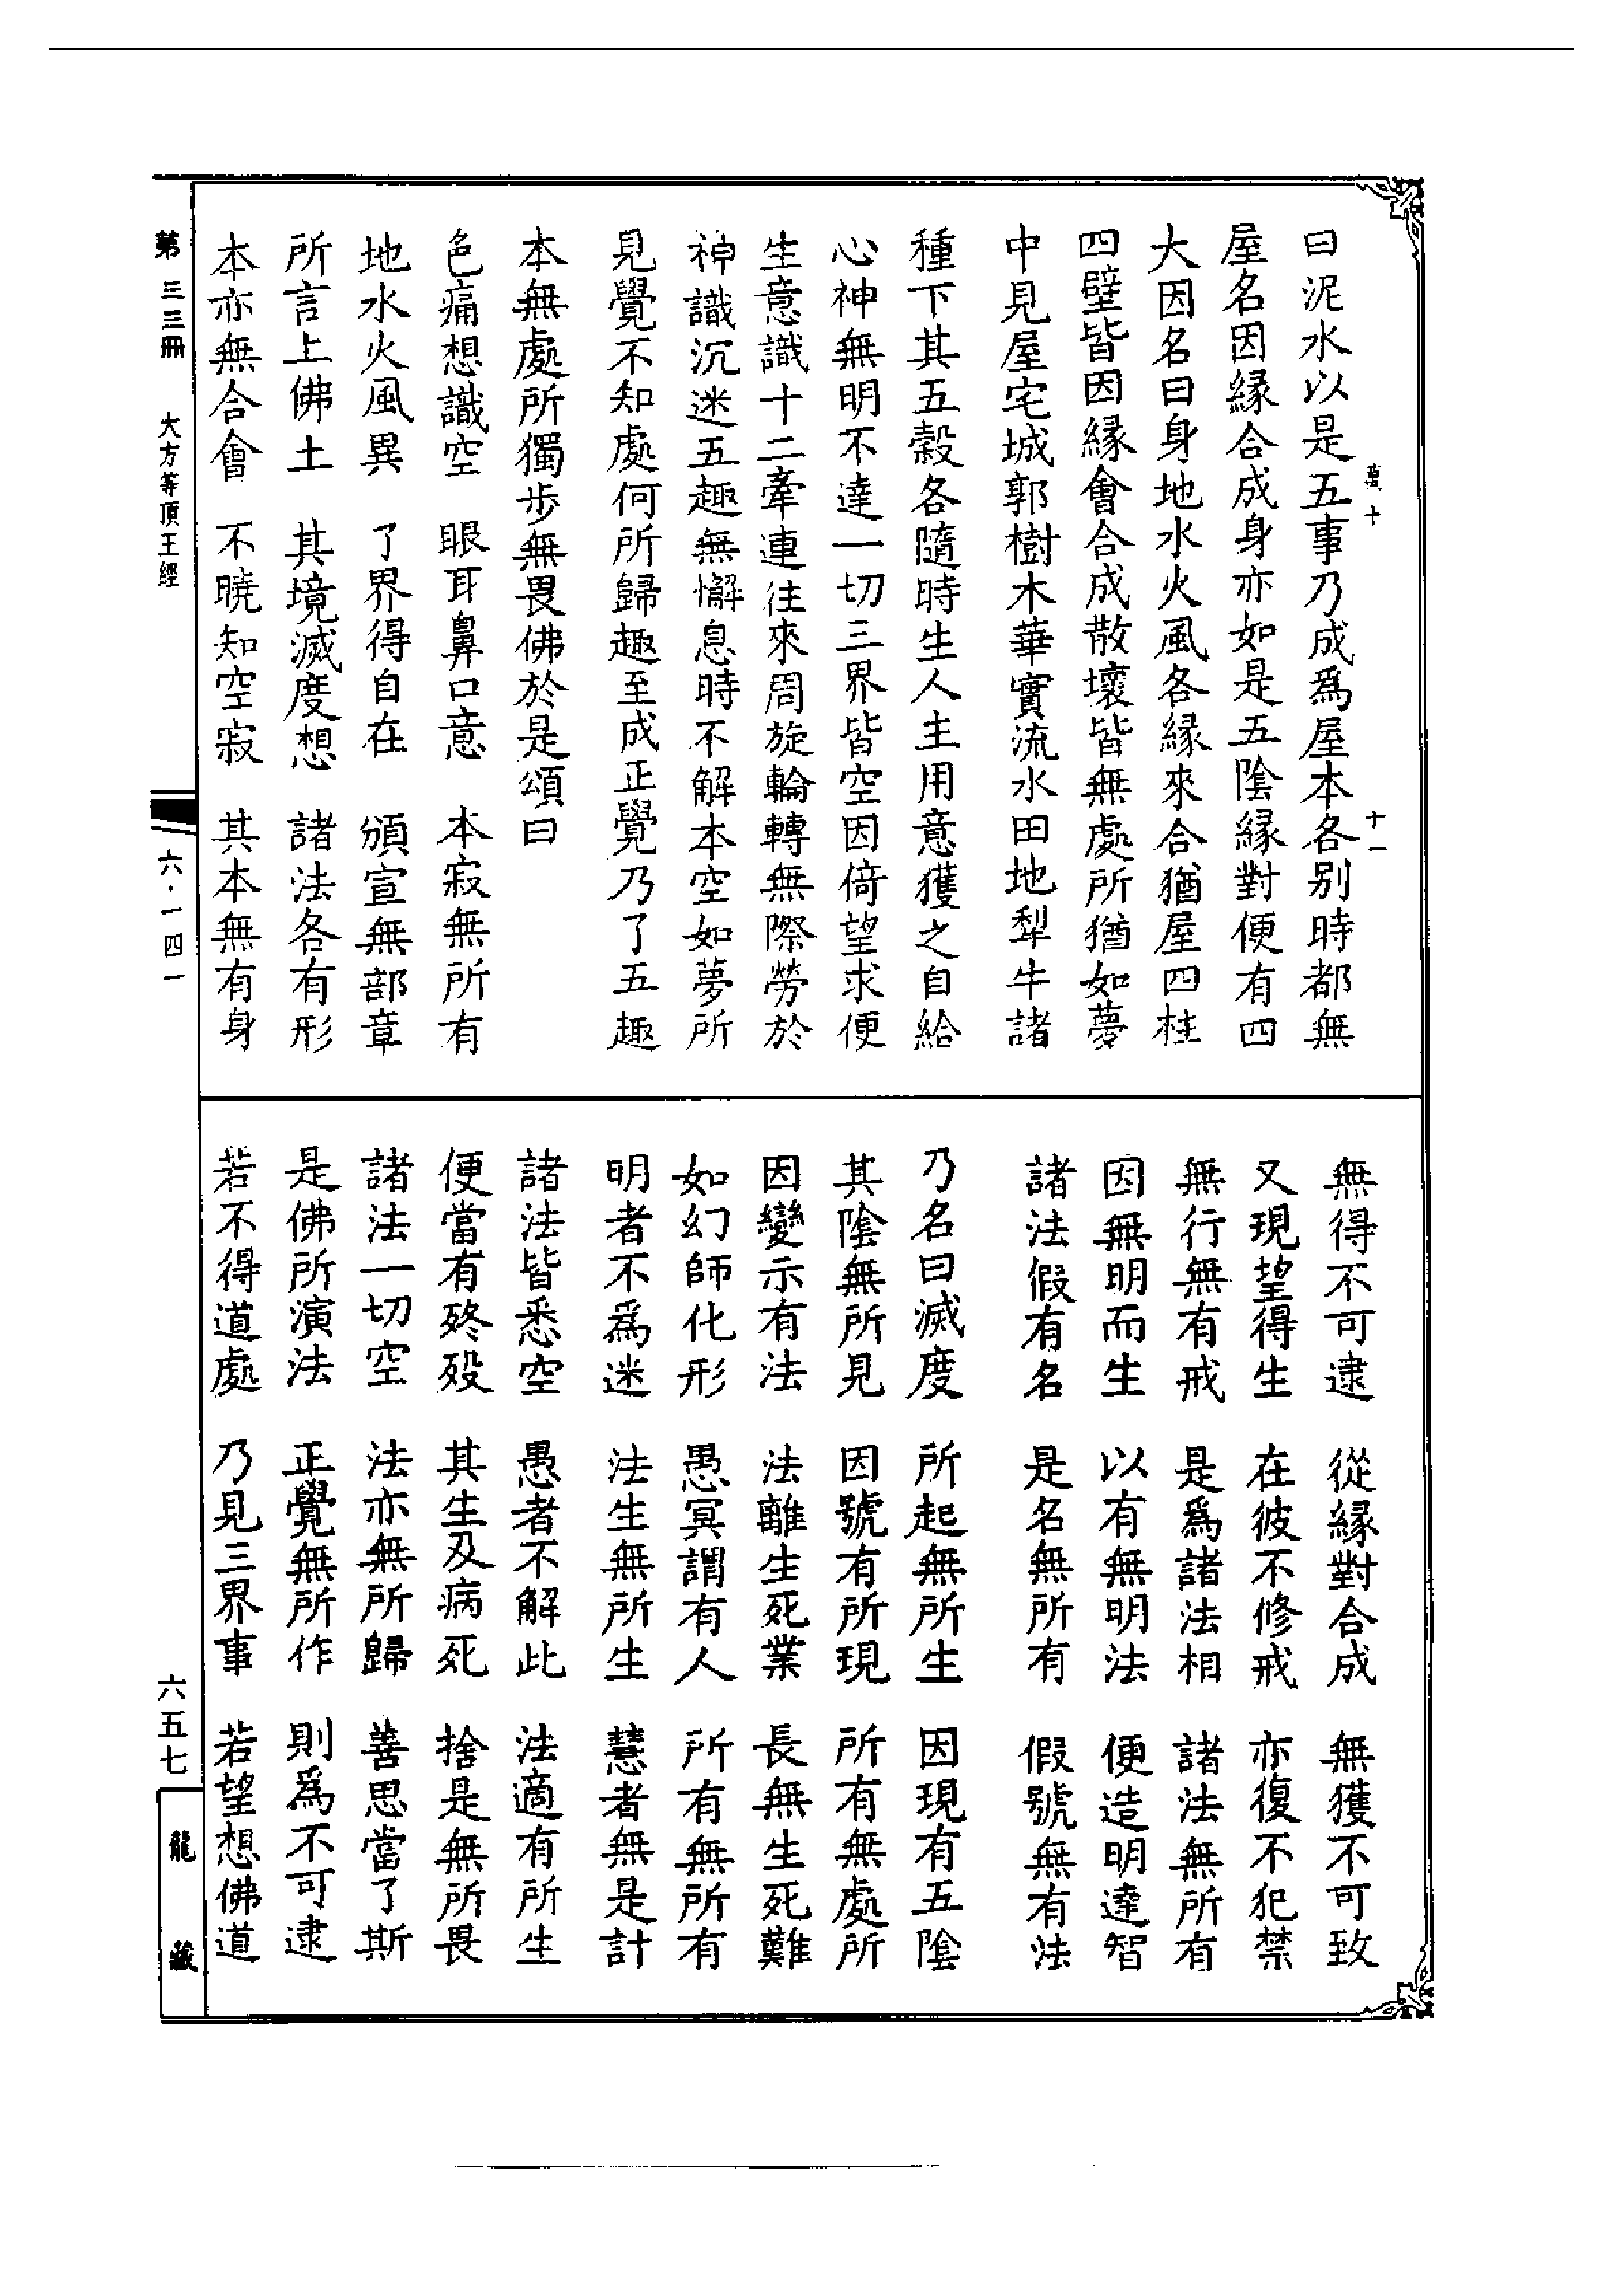 曰泥水以是五事乃成爲屋本各別時都無
屋名因緣合成身亦如是五陰緣對便有四
大因名曰身地水火風各緣來合猶屋四柱
四壁皆因緣會合成散壞皆無處所猶如夢
中見屋宅城郭樹木華實流水田地犁牛諸
種下其五穀各隨時生人主用意獲之自給
心神無明不達一切三界皆空因倚望求便
生意識十二牽連往來周旋輪轉無際勞於
神識沉迷五趣無懈息時不解本空如夢所
見覺不知處何所歸趣至成正覺乃了五趣
本無處所獨步無畏佛於是頌曰
色痛想識空　眼耳鼻口意　本寂無所有
地水火風異　了界得自在　頒宣無部章
所言上佛土　其境滅度想　諸法各有形
本亦無合會　不曉知空寂　其本無有身
十
十一
無得不可逮　從緣對合成　無獲不可致
又現望得生　在彼不修戒　亦復不犯禁
無行無有戒　是爲諸法相　諸法無所有
因無明而生　以有無明法　便造明達智
諸法假有名　是名無所有　假號無有法
乃名曰滅度　所起無所生　因現有五陰
其陰無所見　因號有所現　所有無處所
因變示有法　法離生死業　長無生死難
如幻師化形　愚冥謂有人　所有無所有
明者不爲迷　法生無所生　慧者無是計
諸法皆悉空　愚者不解此　法適有所生
便當有終歿　其生及病死　捨是無所畏
諸法一切空　法亦無所歸　善思當了斯
是佛所演法　正覺無所作　則爲不可逮
若不得道處　乃見三界事　若望想佛道
第三三冊　大方等頂王經
六·一四一
六五七
龍藏